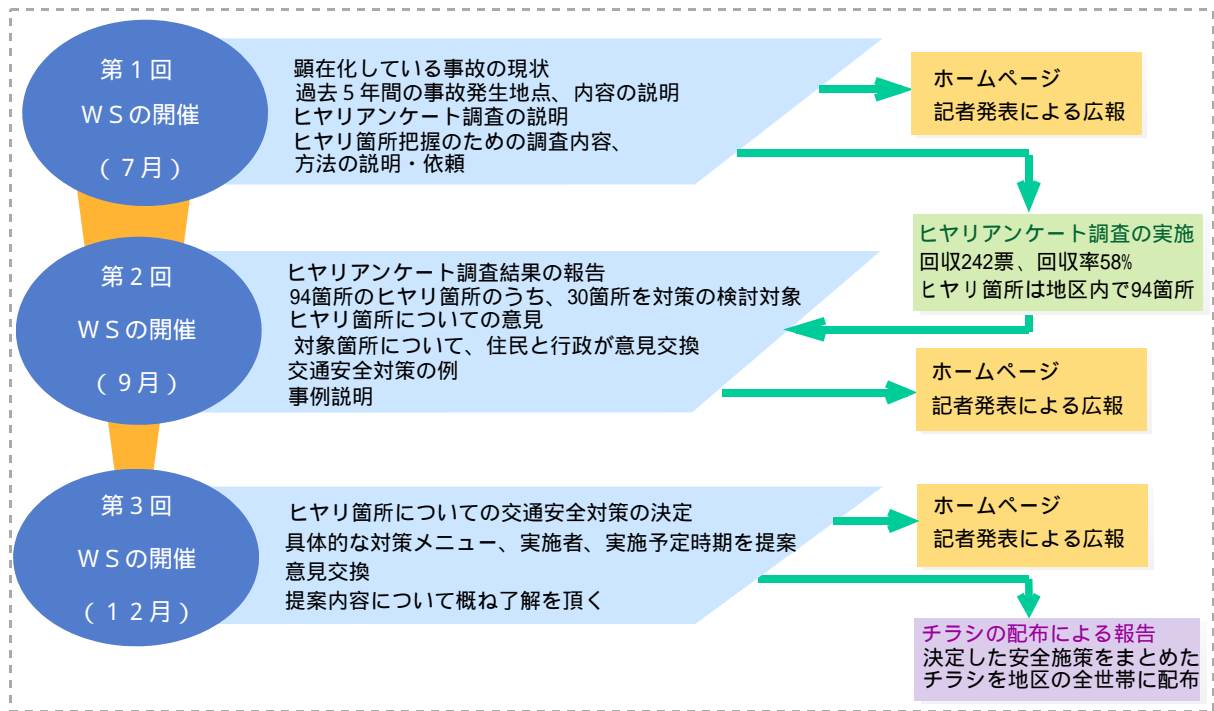 第１回
ＷＳの開催
（７月）
顕在化している事故の現状
過去５年間の事故発生地点、内容の説明
ヒヤリアンケート調査の説明
ヒヤリ箇所把握のための調査内容、
方法の説明・依頼
ホームページ
記者発表による広報
ヒヤリアンケート調査の実施
回収242票、回収率58%
ヒヤリ箇所は地区内で94箇所
第２回
ＷＳの開催
（９月）
ヒヤリアンケート調査結果の報告
94箇所のヒヤリ箇所のうち、30箇所を対策の検討対象
ヒヤリ箇所についての意見
対象箇所について、住民と行政が意見交換
交通安全対策の例
事例説明
ホームページ
記者発表による広報
第３回
ＷＳの開催
（１２月）
ヒヤリ箇所についての交通安全対策の決定
具体的な対策メニュー、実施者、実施予定時期を提案
意見交換
提案内容について概ね了解を頂く
ホームページ
記者発表による広報
チラシの配布による報告
決定した安全施策をまとめた
チラシを地区の全世帯に配布